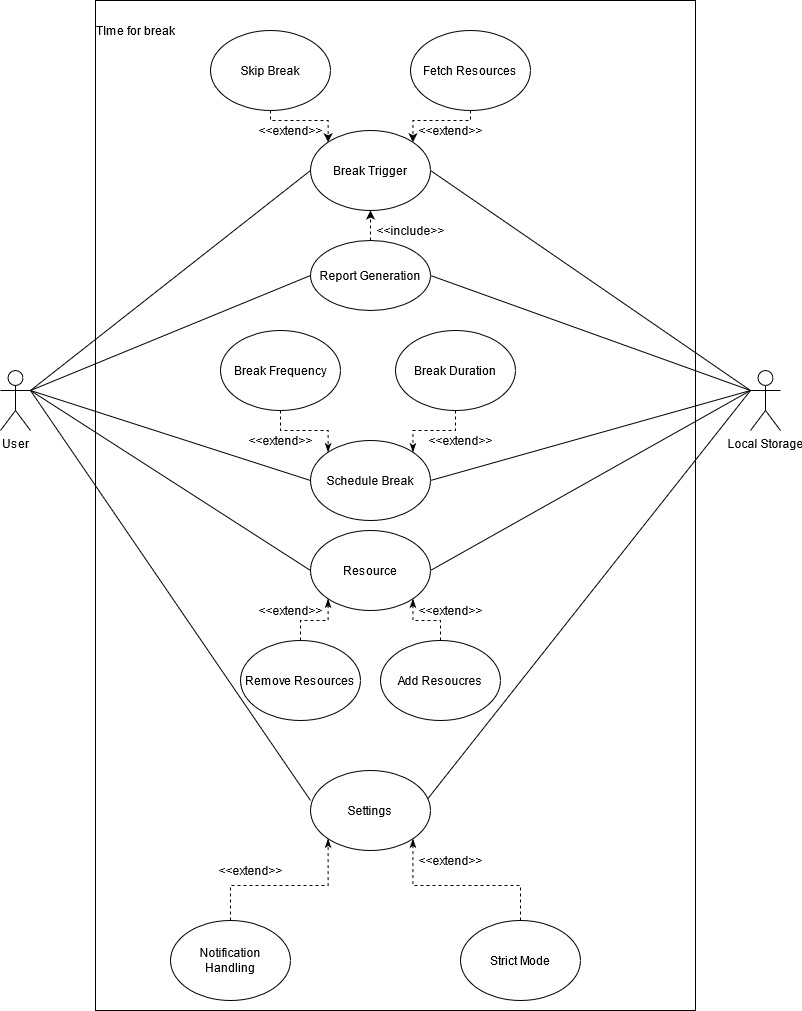 TIme for break
Skip Break
Fetch Resources
<<extend>>
<<extend>>
Break Trigger
<<include>>
Report Generation
Break Frequency
Break Duration
User
Local Storage
<<extend>>
<<extend>>
Schedule Break
Resource
<<extend>>
<<extend>>
Remove Resources
Add Resoucres
Settings
<<extend>>
<<extend>>
Notification
Handling
Strict Mode